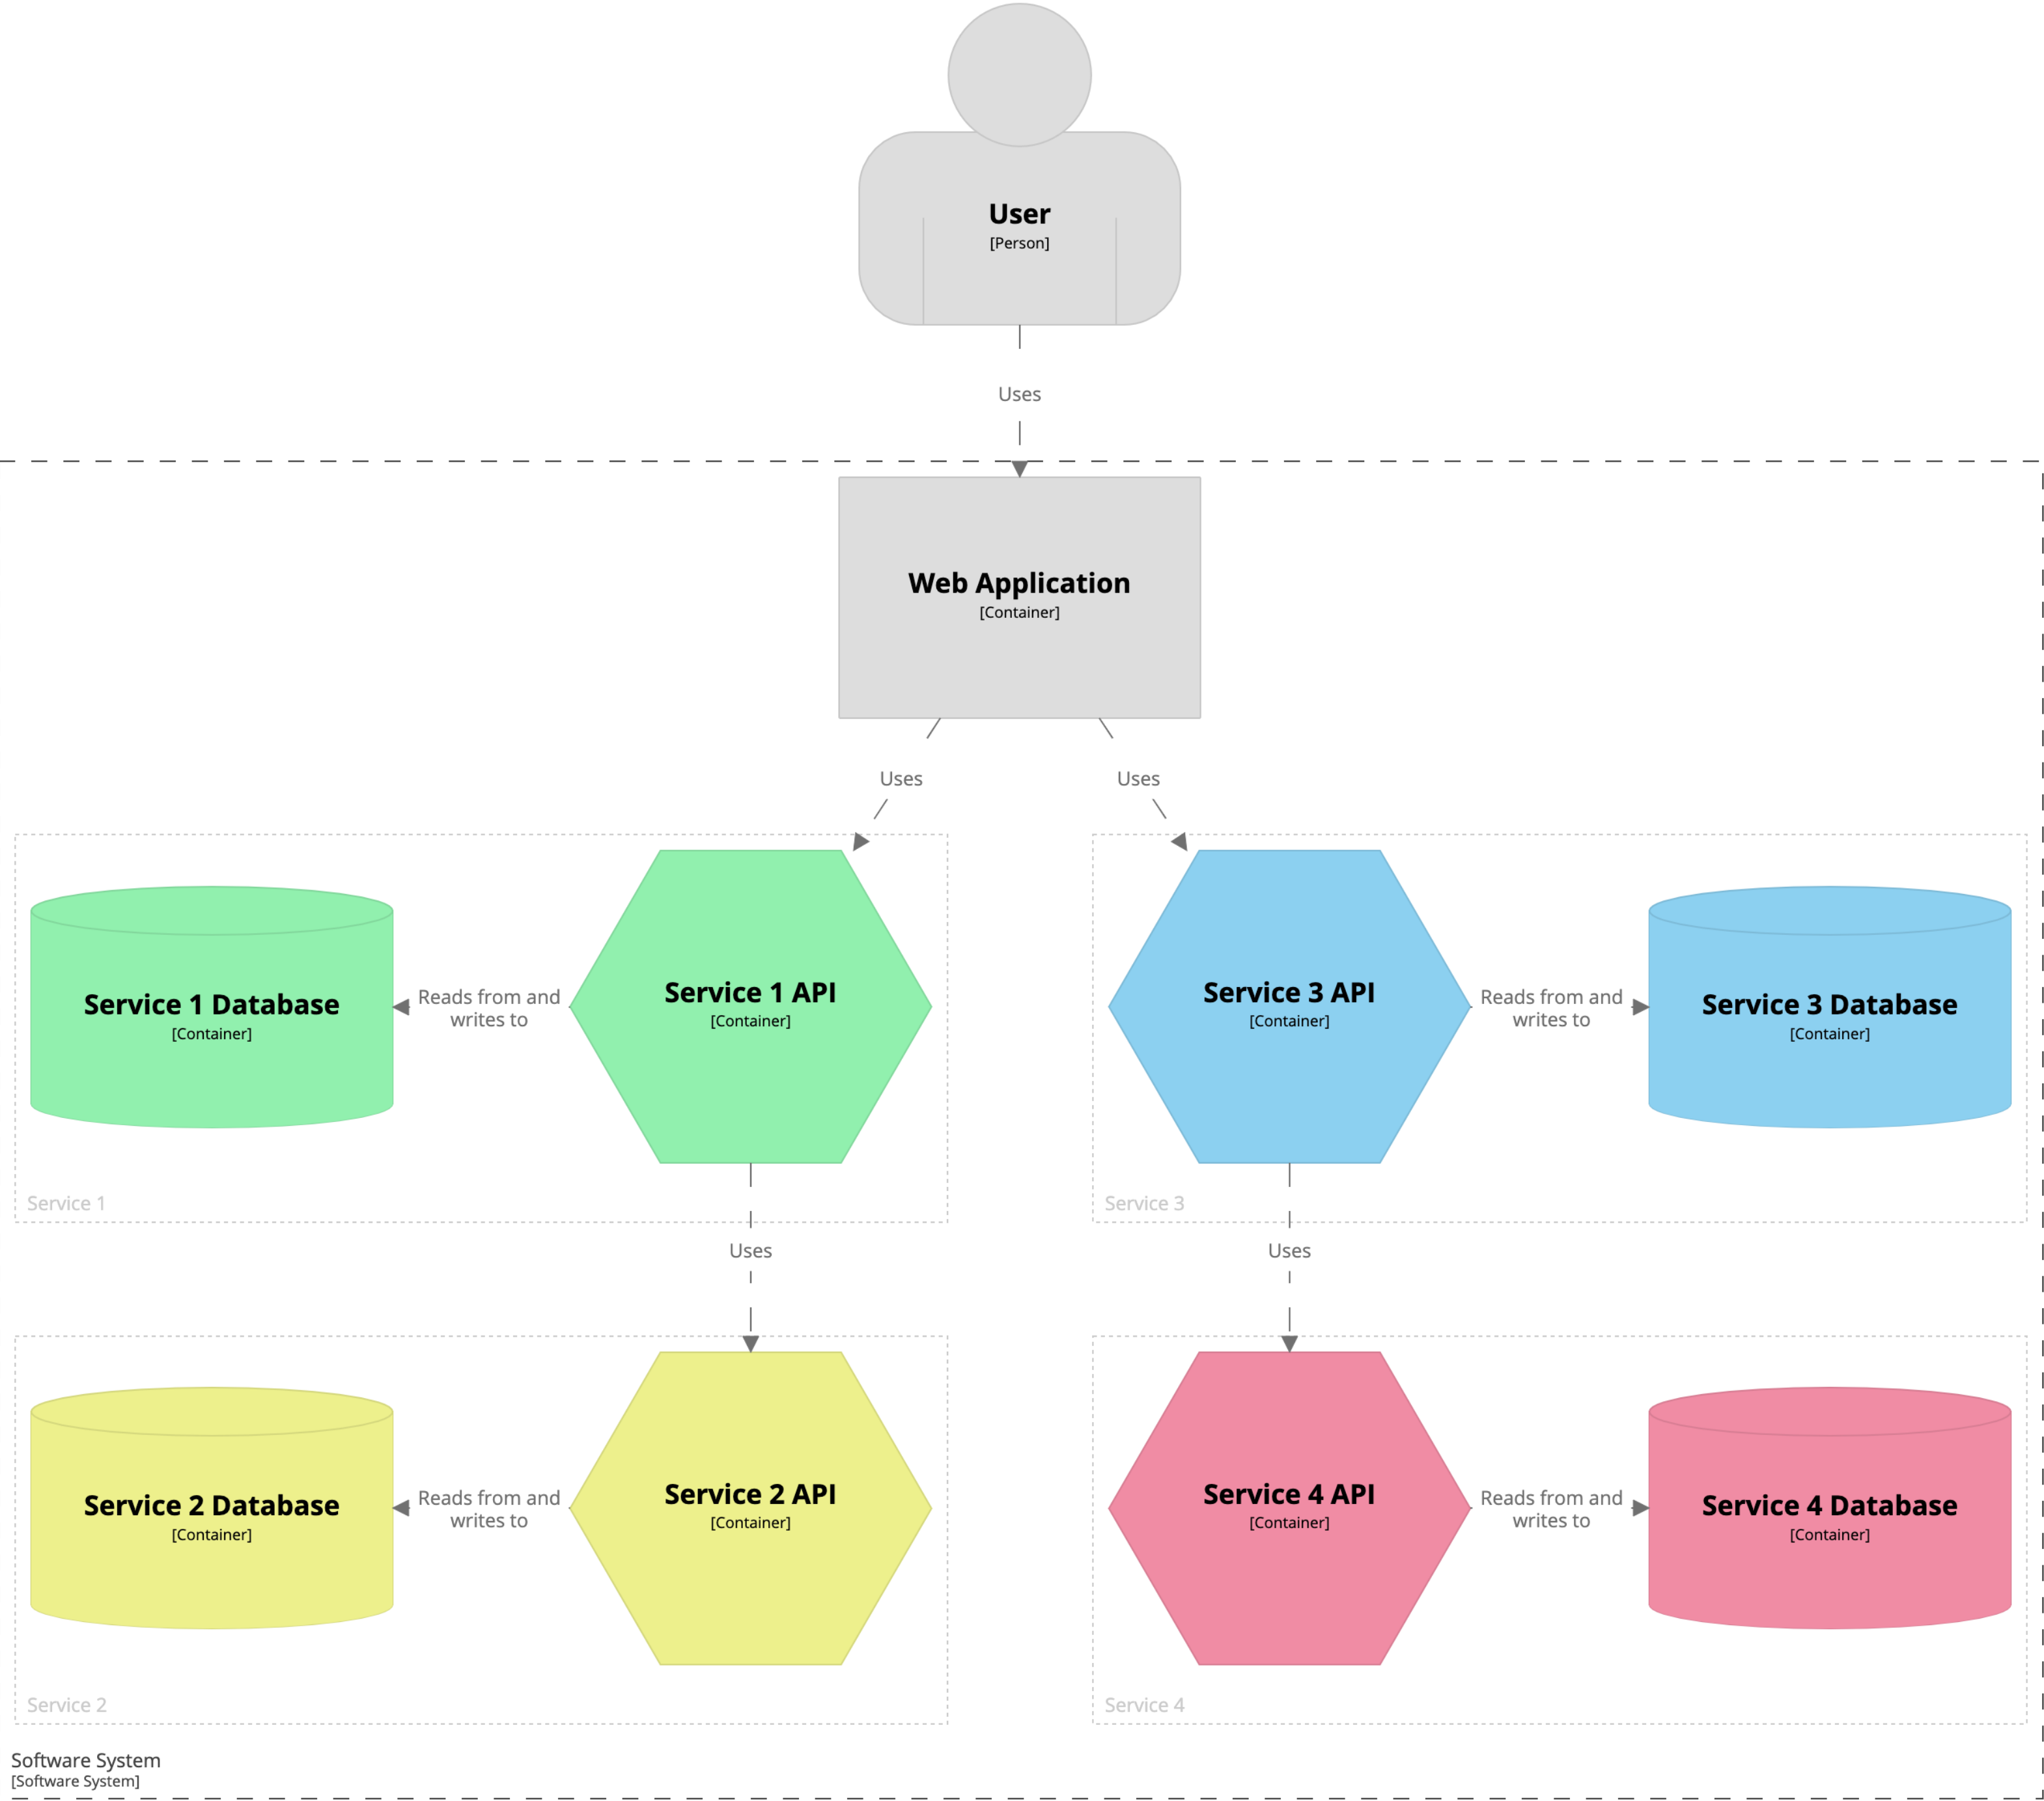 User
[Person]
Uses
Web Application
[Container]
Uses
Uses
Service 1 Database
[Container]
Reads from and
writes to
Service 1 API
[Container]
Service 1
Service 3 API
[Container]
Reads from and
writes to
Service 3 Database
[Container]
Service 3
Uses
Uses
Service 2 Database
[Container]
Reads from and
writes to
Service 2 API
[Container]
Service 2
Service 4 API
[Container]
Reads from and
writes to
Service 4 Database
[Container]
Service 4
Software System
[Software System]